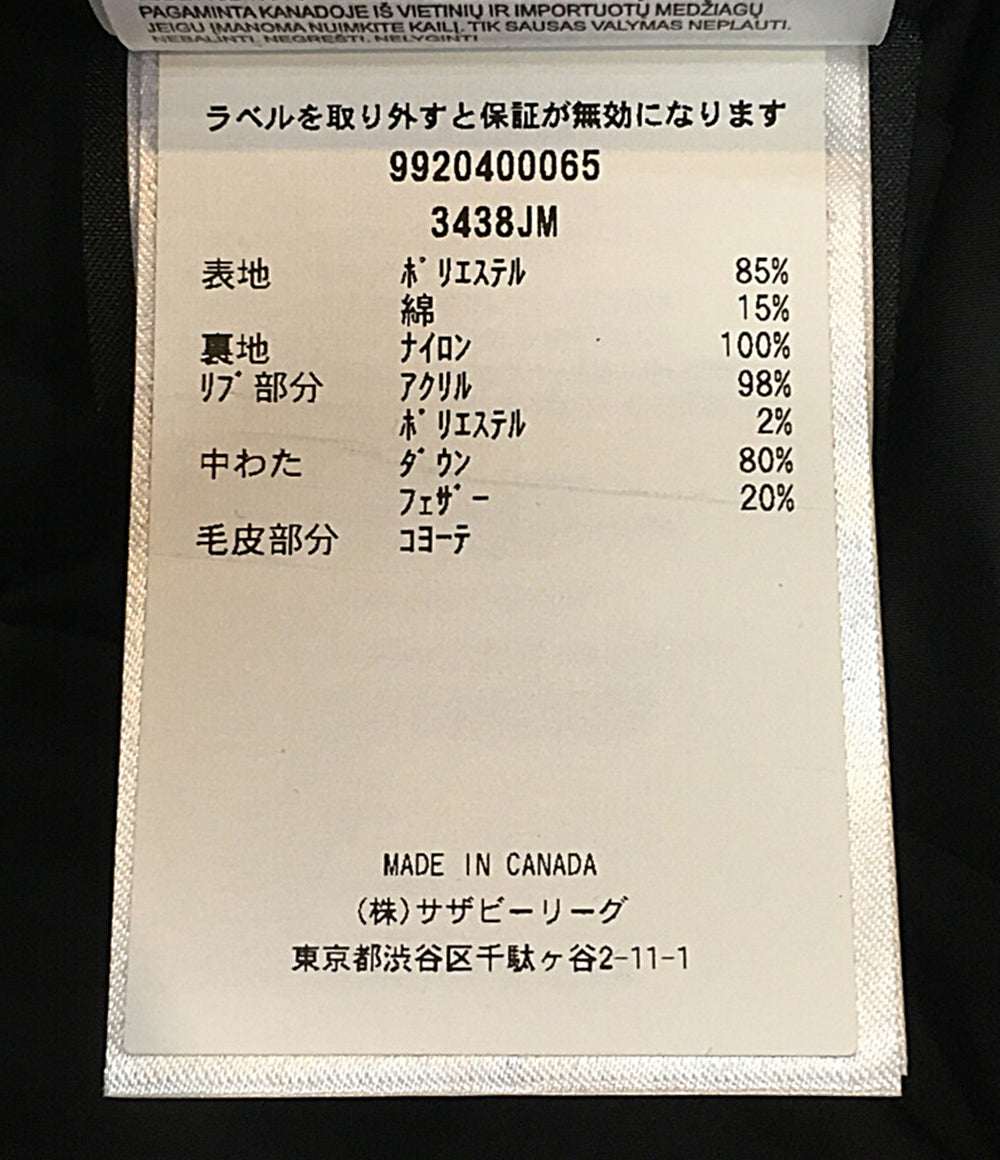 PAGAMINTA KANADOJE IŠ VIETINIŲ IR IMPORTUOTŲ MEDŽIAGŲ
JEIGU ĮMANOMA NUIMKITE KAILĮ. TIK SAUSAS VALYMAS NEPLAUTI.
NEBALINTI, NEGRĘŠTI, NELYGINTI
ラベルを取り外すと保証が無効になります
9920400065
3438JM
表地 ﾎﾟﾘｴｽﾃﾙ 85%
綿 15%
裏地 ﾅｲﾛﾝ 100%
ﾘﾌﾞ部分 ｱｸﾘﾙ 98%
ﾎﾟﾘｴｽﾃﾙ 2%
中わた ﾀﾞｳﾝ 80%
ﾌｪｻﾞｰ 20%
毛皮部分 ｺﾖｰﾃ
MADE IN CANADA
(株)サザビーリーグ
東京都渋谷区千駄ヶ谷2-11-1